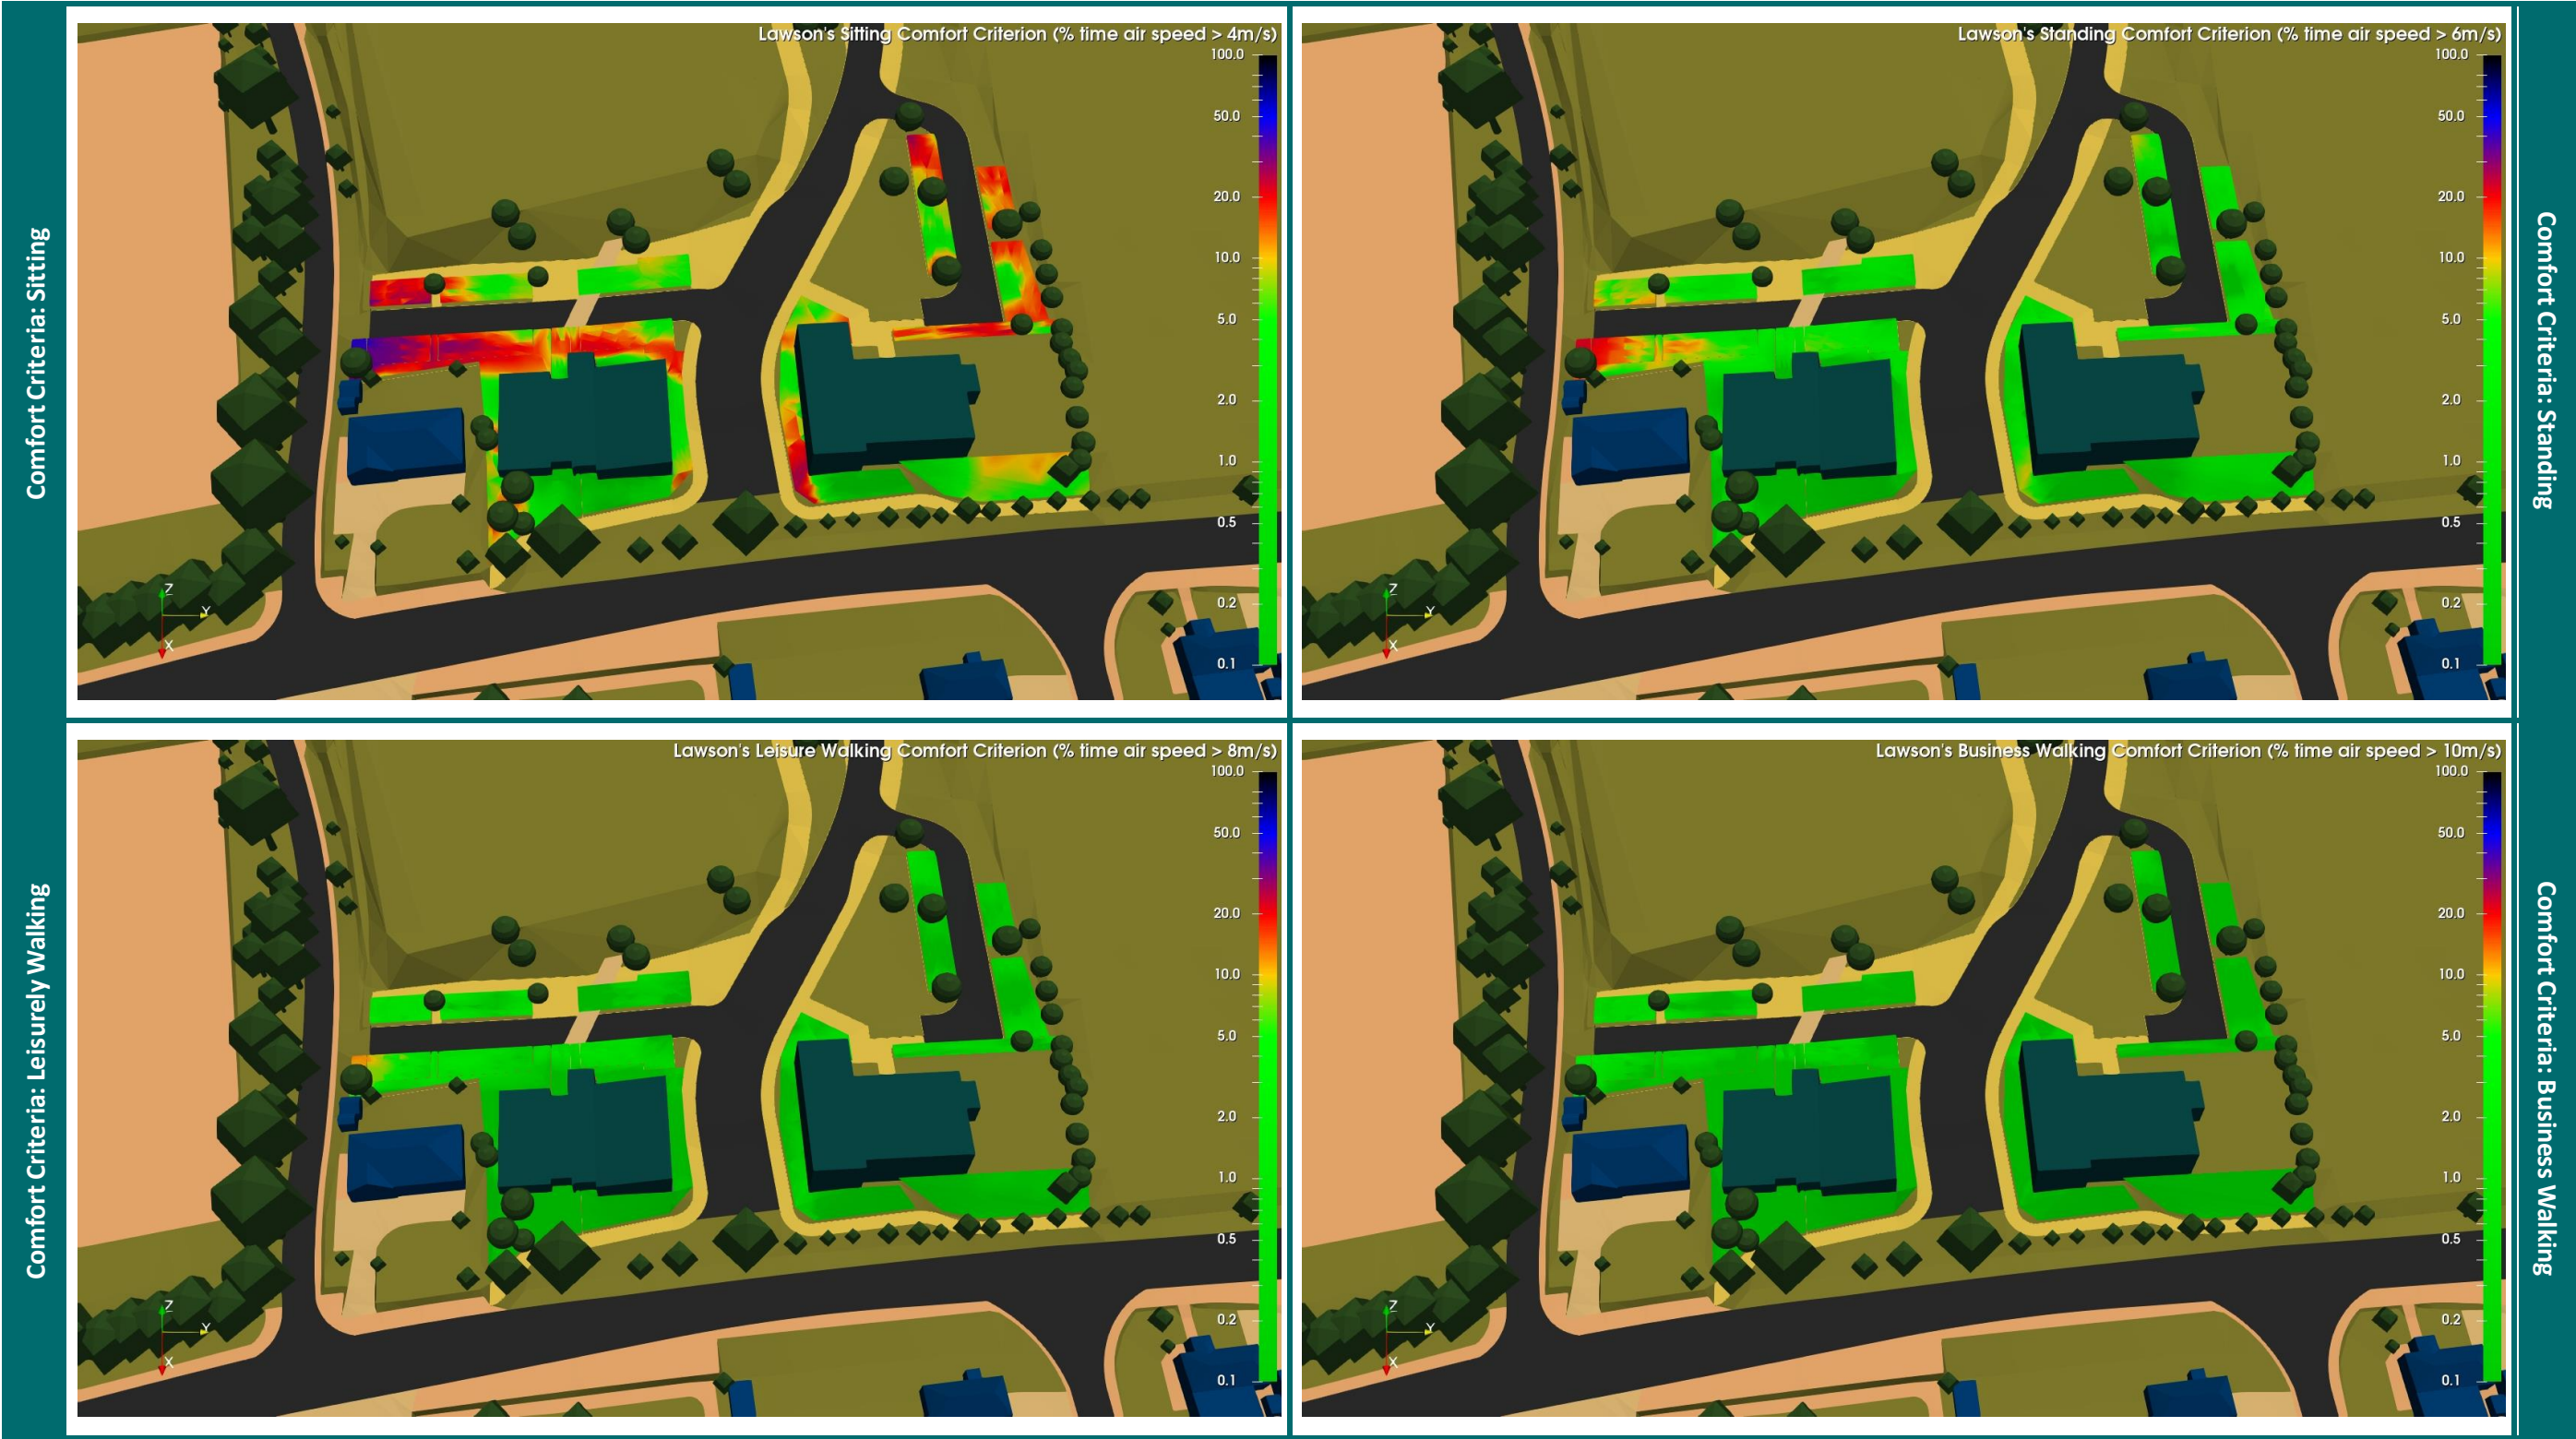 Comfort Criteria: Sitting
Lawson's Sitting Comfort Criterion (% time air speed > 4m/s)
100.0
50.0
20.0
10.0
5.0
2.0
1.0
0.5
0.2
0.1
Z
Y
X
Lawson's Standing Comfort Criterion (% time air speed > 6m/s)
100.0
50.0
20.0
10.0
5.0
2.0
1.0
0.5
0.2
0.1
Z
Y
X
Comfort Criteria: Standing
Comfort Criteria: Leisurely Walking
Lawson's Leisure Walking Comfort Criterion (% time air speed > 8m/s)
100.0
50.0
20.0
10.0
5.0
2.0
1.0
0.5
0.2
0.1
Z
Y
X
Lawson's Business Walking Comfort Criterion (% time air speed > 10m/s)
100.0
50.0
20.0
10.0
5.0
2.0
1.0
0.5
0.2
0.1
Z
Y
X
Comfort Criteria: Business Walking